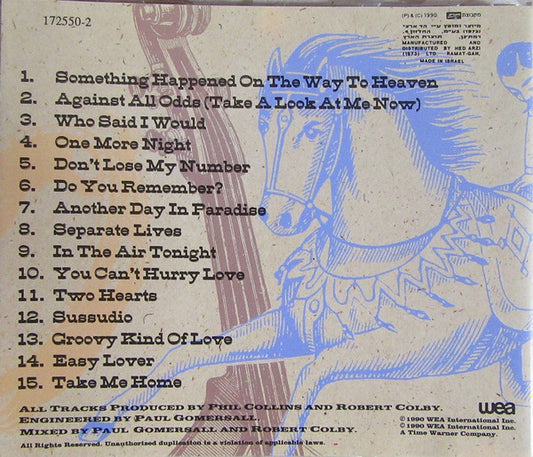 172550-2
(P) & (C) 1990
MANUFACTURED AND
DISTRIBUTED BY HED ARZI
(1973) LTD. RAMAT-GAN,
MADE IN ISRAEL
1. Something Happened On The Way To Heaven
2. Against All Odds (Take A Look At Me Now)
3. Who Said I Would
4. One More Night
5. Don't Lose My Number
6. Do You Remember?
7. Another Day In Paradise
8. Separate Lives
9. In The Air Tonight
10. You Can't Hurry Love
11. Two Hearts
12. Sussudio
13. Groovy Kind Of Love
14. Easy Lover
15. Take Me Home
All Tracks Produced by Phil Collins and Robert Colby.
Engineered by Paul Gomersall.
Mixed by Paul Gomersall and Robert Colby.
All Rights Reserved. Unauthorised duplication is a violation of applicable laws.
wea
℗ 1990 WEA International Inc.
© 1990 WEA International Inc.
A Time Warner Company.